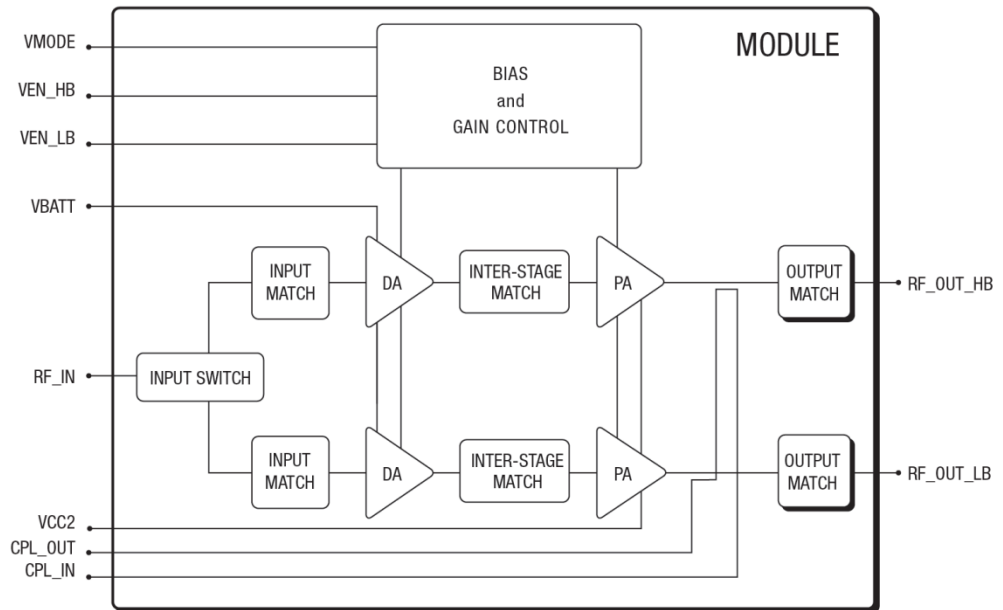 MODULE
VMODE
VEN_HB
VEN_LB
VBATT
BIAS
and
GAIN CONTROL
INPUT
MATCH
DA
INTER-STAGE
MATCH
PA
OUTPUT
MATCH
RF_OUT_HB
RF_IN
INPUT SWITCH
INPUT
MATCH
DA
INTER-STAGE
MATCH
PA
OUTPUT
MATCH
RF_OUT_LB
VCC2
CPL_OUT
CPL_IN